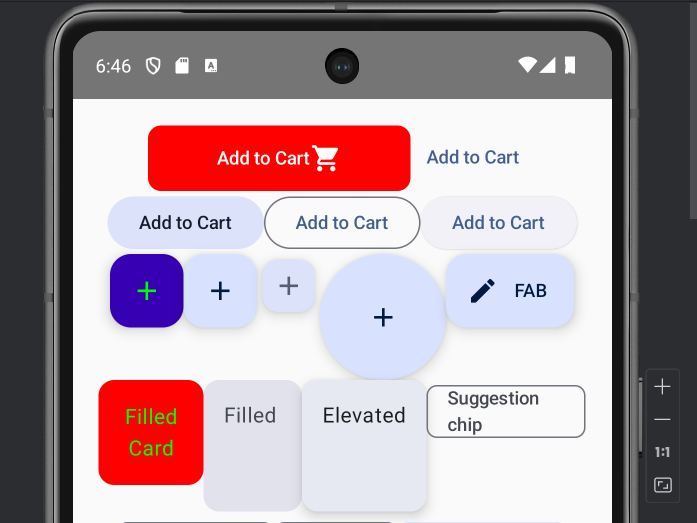 6:46
A
Add to Cart
Add to Cart
Add to Cart
Add to Cart
Add to Cart
FAB
Filled
Card
Filled
Elevated
Suggestion
chip
1:1